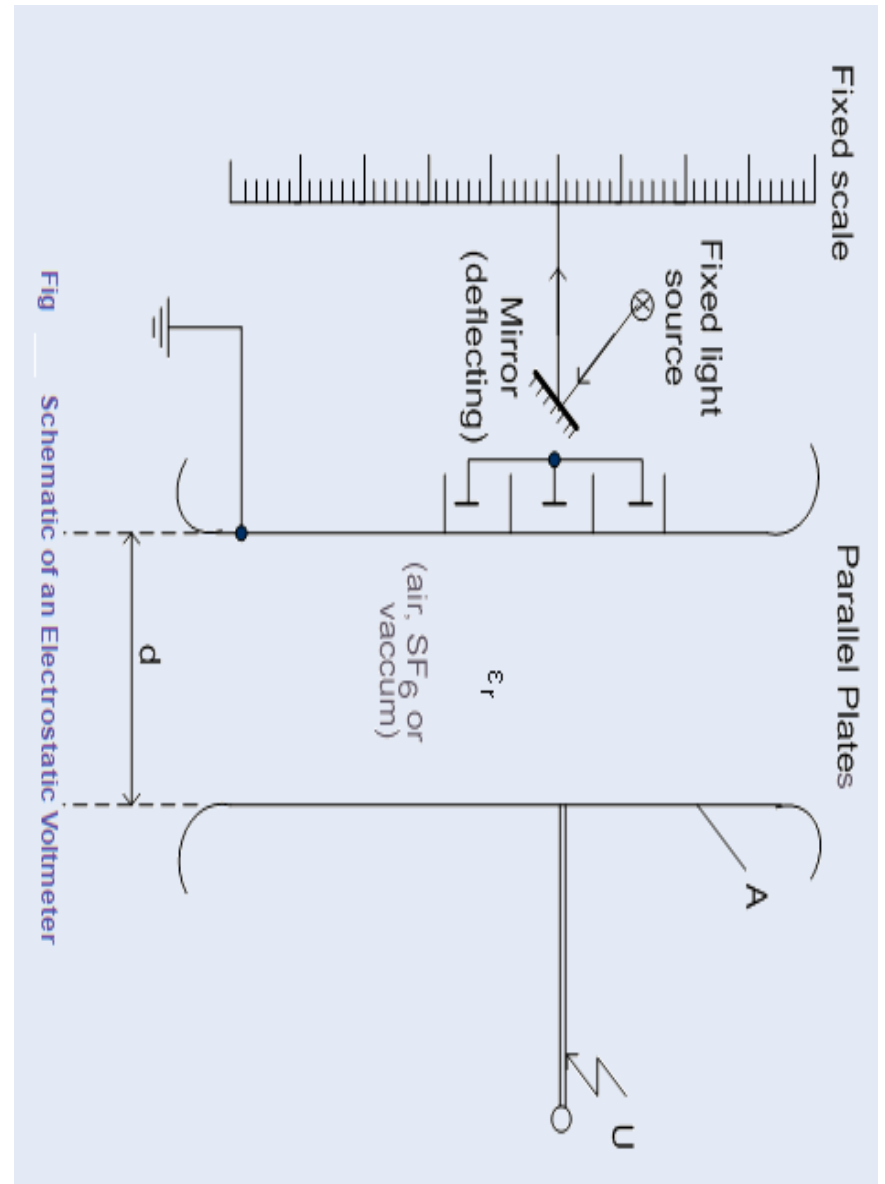 Fixed scale
Parallel Plates
Fixed light
source
Mirror
(deflecting)
A
U
εr
(air, SF6 or
vaccum)
d
Fig Schematic of an Electrostatic Voltmeter